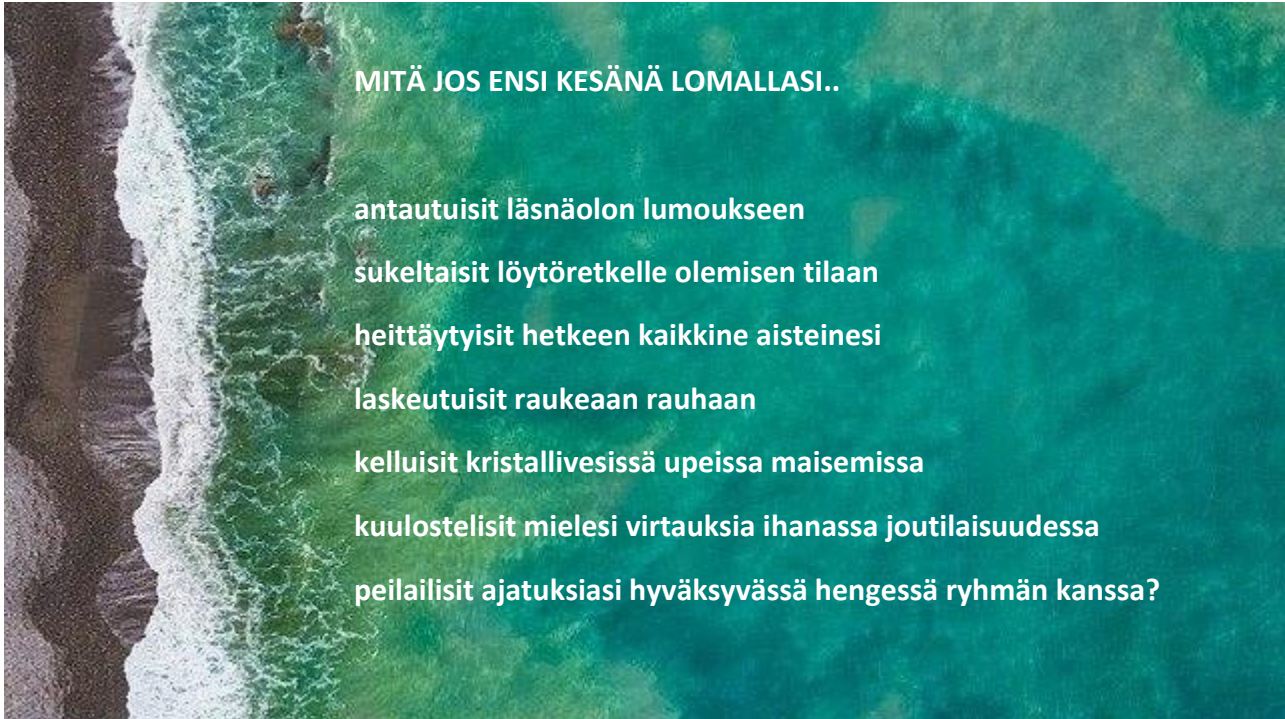 MITÄ JOS ENSI KESÄNÄ LOMALLASI..
antautuisit läsnäolon lumoukseen
sukeltaisit löytöretkelle olemisen tilaan
heittäytyisit hetkeen kaikkine aisteinesi
laskeutuisit raukeaan rauhaan
kelluisit kristallivesissä upeissa maisemissa
kuulostelisit mielesi virtauksia ihanassa joutilaisuudessa
peilailisit ajatuksiasi hyväksyvässä hengessä ryhmän kanssa?